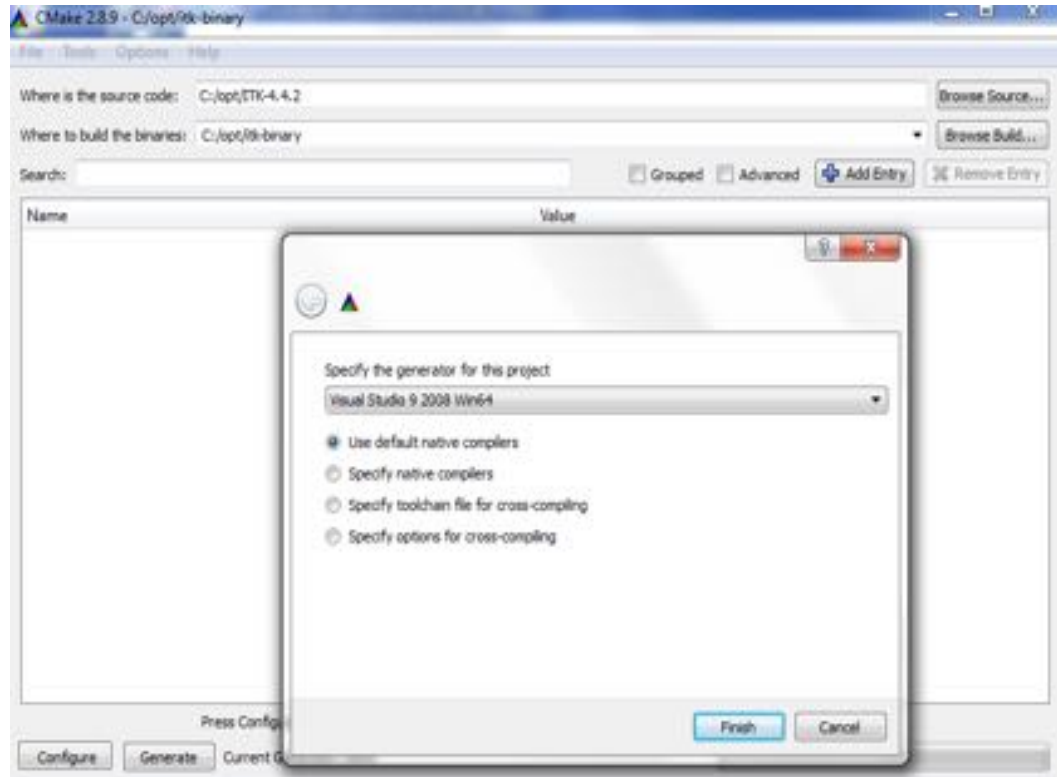 CMake 2.8.9 - C:/opt/itk-binary
File Tools Options Help
Where is the source code: C:/opt/ITK-4.4.2 Browse Source...
Where to build the binaries: C:/opt/itk-binary Browse Build...
Search: Grouped Advanced Add Entry Remove Entry
Name Value
Specify the generator for this project
Visual Studio 9 2008 Win64
Use default native compilers
Specify native compilers
Specify toolchain file for cross-compiling
Specify options for cross-compiling
Press Config
Finish Cancel
Configure Generate Current G